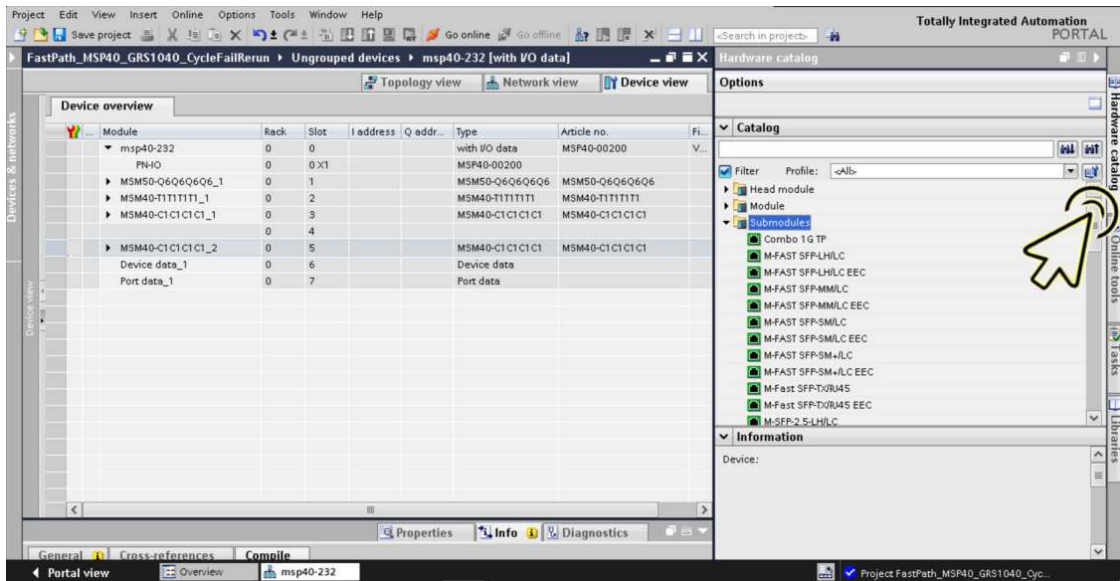 Project Edit View Insert Online Options Tools Window Help
Totally Integrated Automation
PORTAL
Save project Go online Go offline <Search in project>
FastPath_MSP40_GRS1040_CycleFailRerun Ungrouped devices msp40-232 [with I/O data]
Hardware catalog
Topology view Network view Device view
Options
Device overview
Catalog
... Module Rack Slot I address Q addr... Type Article no. Fi...
msp40-232 0 0 with I/O data MSP40-00200 V...
PN-IO 0 0 X1 MSP40-00200
MSM50-Q6Q6Q6Q6_1 0 1 MSM50-Q6Q6Q6Q6 MSM50-Q6Q6Q6Q6
MSM40-T1T1T1T1_1 0 2 MSM40-T1T1T1T1 MSM40-T1T1T1T1
MSM40-C1C1C1C1_1 0 3 MSM40-C1C1C1C1 MSM40-C1C1C1C1
0 4
MSM40-C1C1C1C1_2 0 5 MSM40-C1C1C1C1 MSM40-C1C1C1C1
Device data_1 0 6 Device data
Port data_1 0 7 Port data
Filter Profile: <All>
Head module
Module
Submodules
Combo 1G TP
M-FAST SFP-LH/LC
M-FAST SFP-LH/LC EEC
M-FAST SFP-MM/LC
M-FAST SFP-MM/LC EEC
M-FAST SFP-SM/LC
M-FAST SFP-SM/LC EEC
M-FAST SFP-SM+/LC
M-FAST SFP-SM+/LC EEC
M-Fast SFP-TX/RJ45
M-Fast SFP-TX/RJ45 EEC
M-SFP-2.5-LH/LC
Information
Device:
Devices & networks
Device view
Hardware catalog
Online tools
Tasks
Libraries
Properties Info Diagnostics
General Cross-references Compile
Portal view Overview msp40-232 Project FastPath_MSP40_GRS1040_Cyc...